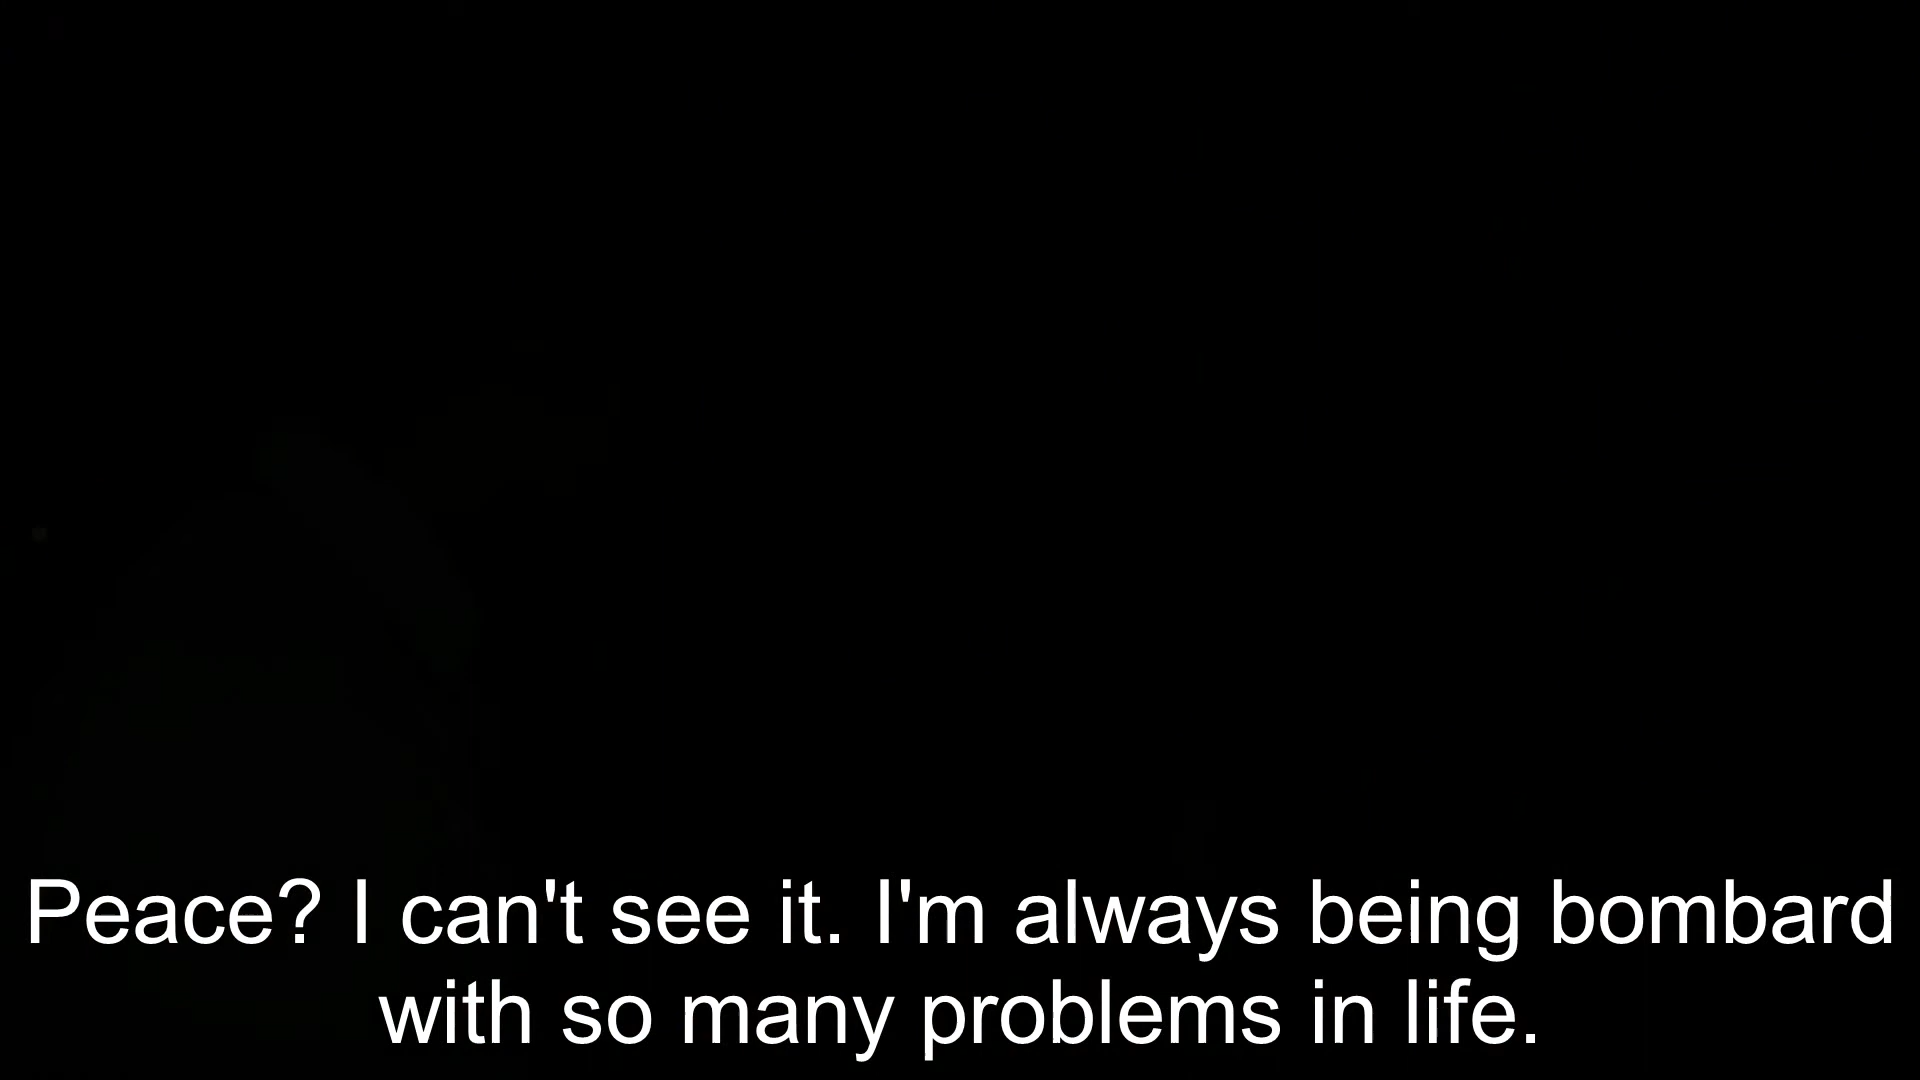 Peace? I can't see it. I'm always being bombard
with so many problems in life.